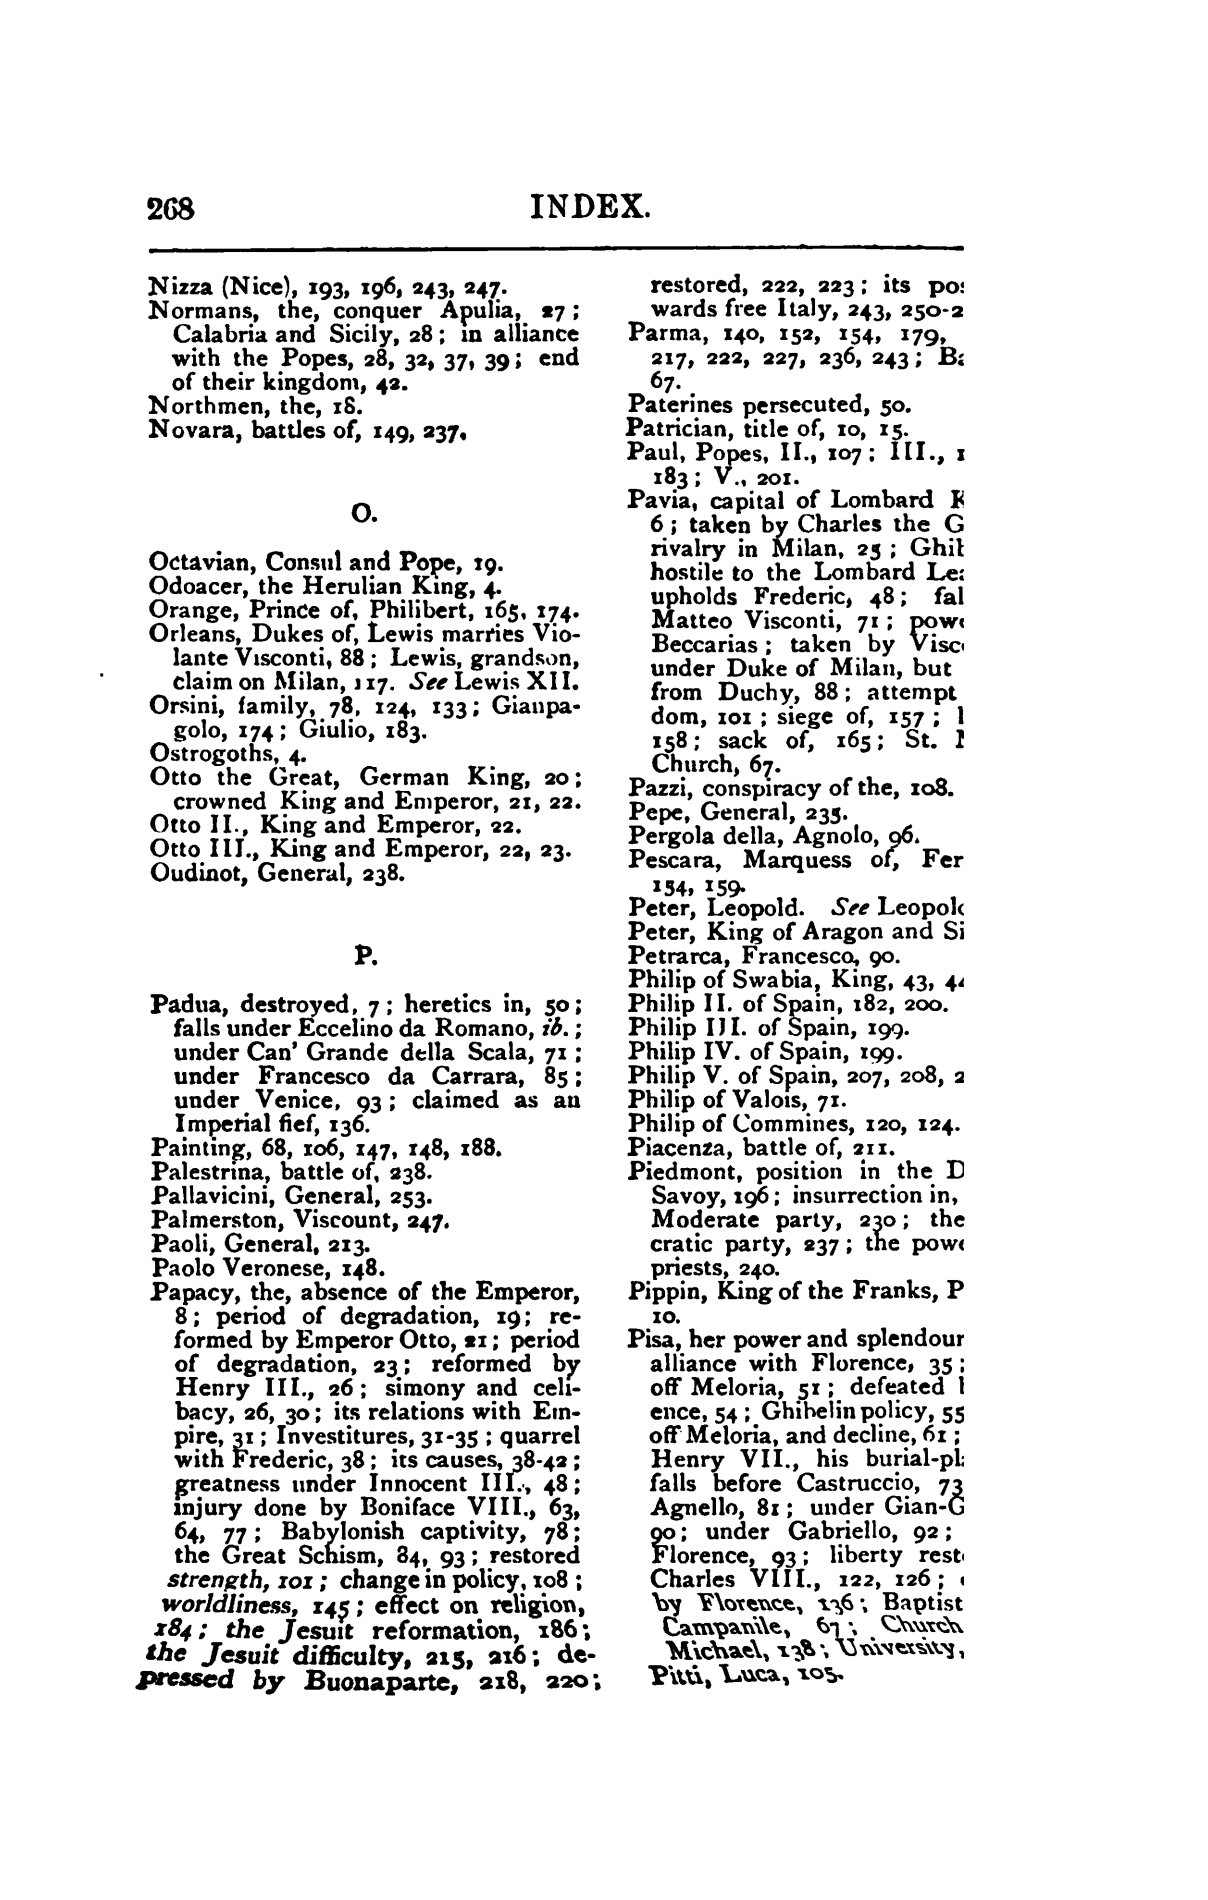 268 INDEX.
Nizza (Nice), 193, 196, 243, 247.
Normans, the, conquer Apulia, 27;
Calabria and Sicily, 28; in alliance
with the Popes, 28, 32, 37, 39; end
of their kingdom, 42.
Northmen, the, 18.
Novara, battles of, 149, 237.
O.
Octavian, Consul and Pope, 19.
Odoacer, the Herulian King, 4.
Orange, Prince of, Philibert, 165, 174.
Orleans, Dukes of, Lewis marries Vio-
lante Visconti, 88; Lewis, grandson,
claim on Milan, 117. See Lewis XII.
Orsini, family, 78, 124, 133; Gianpa-
golo, 174; Giulio, 183.
Ostrogoths, 4.
Otto the Great, German King, 20;
crowned King and Emperor, 21, 22.
Otto II., King and Emperor, 22.
Otto III., King and Emperor, 22, 23.
Oudinot, General, 238.
P.
Padua, destroyed, 7; heretics in, 50;
falls under Eccelino da Romano, ib.;
under Can' Grande della Scala, 71;
under Francesco da Carrara, 85;
under Venice, 93; claimed as an
Imperial fief, 136.
Painting, 68, 106, 147, 148, 188.
Palestrina, battle of, 238.
Pallavicini, General, 253.
Palmerston, Viscount, 247.
Paoli, General, 213.
Paolo Veronese, 148.
Papacy, the, absence of the Emperor,
8; period of degradation, 19; re-
formed by Emperor Otto, 21; period
of degradation, 23; reformed by
Henry III., 26; simony and celi-
bacy, 26, 30; its relations with Em-
pire, 31; Investitures, 31-35; quarrel
with Frederic, 38; its causes, 38-42;
greatness under Innocent III., 48;
injury done by Boniface VIII., 63,
64, 77; Babylonish captivity, 78;
the Great Schism, 84, 93; restored
strength, 101; change in policy, 108;
worldliness, 145; effect on religion,
184; the Jesuit reformation, 186;
the Jesuit difficulty, 215, 216; de-
pressed by Buonaparte, 218, 220;
restored, 222, 223; its pos
wards free Italy, 243, 250-2
Parma, 140, 152, 154, 179,
217, 222, 227, 236, 243; Ba
67.
Paterines persecuted, 50.
Patrician, title of, 10, 15.
Paul, Popes, II., 107; III., 1
183; V., 201.
Pavia, capital of Lombard K
6; taken by Charles the G
rivalry in Milan, 25; Ghib
hostile to the Lombard Lea
upholds Frederic, 48; fal
Matteo Visconti, 71; powe
Beccarias; taken by Visc
under Duke of Milan, but
from Duchy, 88; attempt
dom, 101; siege of, 157; 
158; sack of, 165; St. 
Church, 67.
Pazzi, conspiracy of the, 108.
Pepe, General, 235.
Pergola della, Agnolo, 96.
Pescara, Marquess of, Fer
154, 159.
Peter, Leopold. See Leopold
Peter, King of Aragon and Si
Petrarca, Francesco, 90.
Philip of Swabia, King, 43, 44
Philip II. of Spain, 182, 200.
Philip III. of Spain, 199.
Philip IV. of Spain, 199.
Philip V. of Spain, 207, 208, 2
Philip of Valois, 71.
Philip of Commines, 120, 124.
Piacenza, battle of, 211.
Piedmont, position in the D
Savoy, 196; insurrection in,
Moderate party, 230; the
cratic party, 237; the powe
priests, 240.
Pippin, King of the Franks, P
10.
Pisa, her power and splendour
alliance with Florence, 35;
off Meloria, 51; defeated
ence, 54; Ghibelin policy, 55
off Meloria, and decline, 61;
Henry VII., his burial-pl
falls before Castruccio, 73
Agnello, 81; under Gian-G
90; under Gabriello, 92;
Florence, 93; liberty rest
Charles VIII., 122, 126;
by Florence, 136; Baptist
Campanile, 67; Church
Michael, 138; University,
Pitti, Luca, 105.